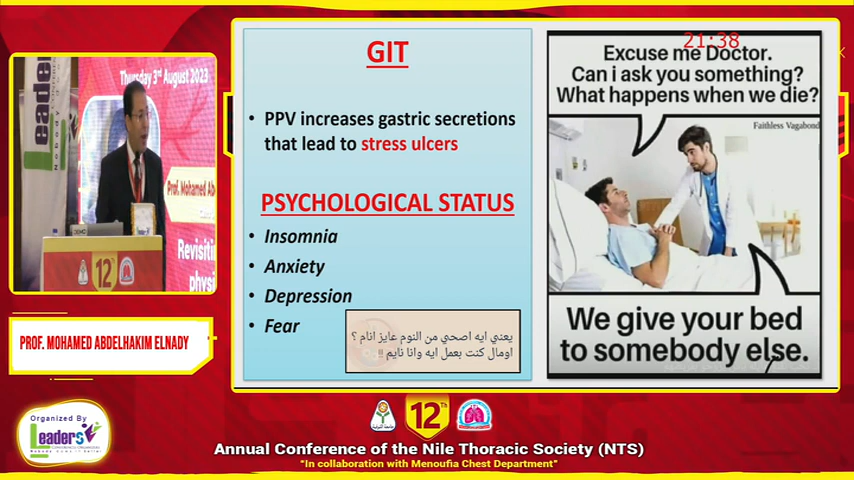 Leader
Nobody
Thursday 3rd August 2023
Prof. Mohamed Ab
Revisiti
physi
12
PROF. MOHAMED ABDELHAKIM ELNADY
GIT
• PPV increases gastric secretions
that lead to stress ulcers
PSYCHOLOGICAL STATUS
• Insomnia
• Anxiety
• Depression
• Fear
يعني ايه اصحي من النوم عايز انام ؟
اومال كنت بعمل ايه وانا نايم !!
21:38
Excuse me Doctor.
Can i ask you something?
What happens when we die?
Faithless Vagabond
We give your bed
to somebody else.
Organized By
Leaders
12Th
Annual Conference of the Nile Thoracic Society (NTS)
"In collaboration with Menoufia Chest Department"